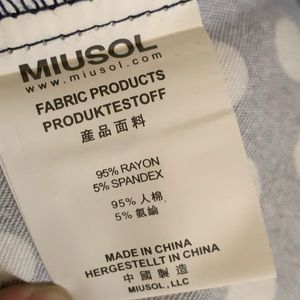 MIUSOL
www.miusol.com
FABRIC PRODUCTS
PRODUKTESTOFF
產品面料
95% RAYON
5% SPANDEX
95% 人棉
5% 氨綸
MADE IN CHINA
HERGESTELLT IN CHINA
中國製造
MIUSOL, LLC